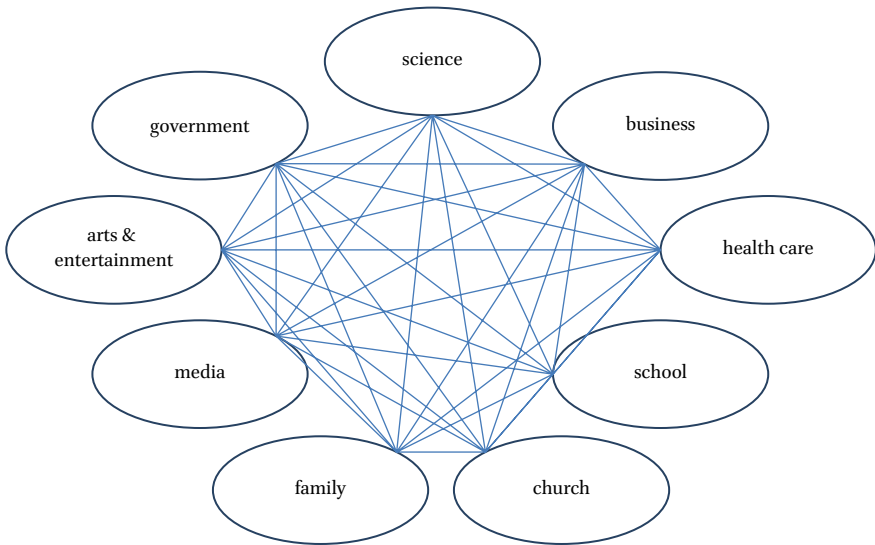 science
government
business
arts &
entertainment
health care
media
school
family
church